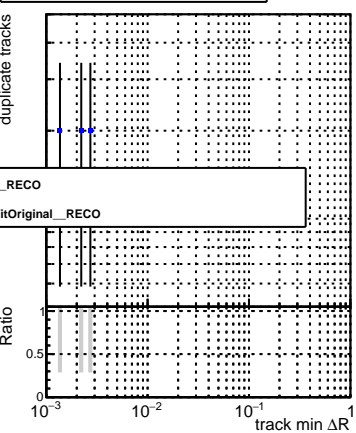 duplicate tracks
_RECO
itOriginal__RECO
Ratio
1
0.5
0
10⁻³
10⁻²
10⁻¹
1
track min ΔR